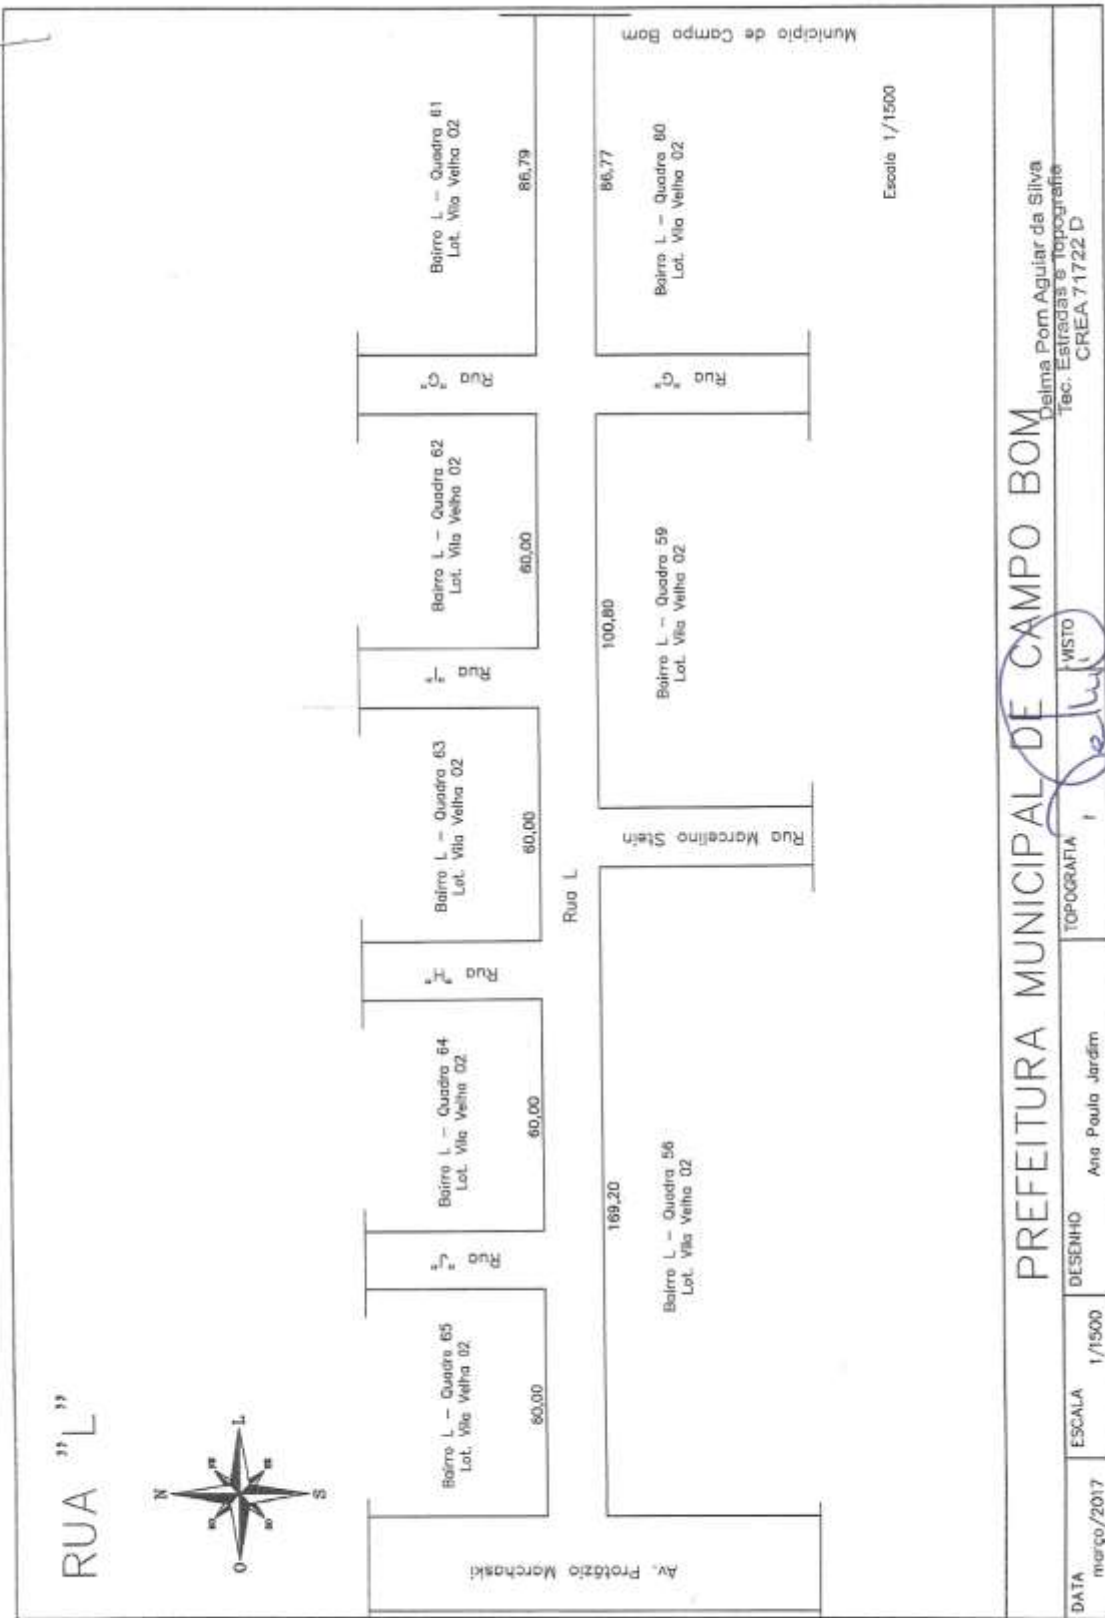 RUA "L"
N
L
S
O
Av. Protázio Marchaski
Bairro L – Quadra 65
Lot. Vila Velha 02
60,00
Rua "J"
Bairro L – Quadra 64
Lot. Vila Velha 02
60,00
Rua "H"
Bairro L – Quadra 63
Lot. Vila Velha 02
60,00
Rua "I"
Bairro L – Quadra 62
Lot. Vila Velha 02
60,00
Rua "G"
Bairro L – Quadra 61
Lot. Vila Velha 02
86,79
Rua L
169,20
Bairro L – Quadra 56
Lot. Vila Velha 02
Rua Marcelino Stein
100,80
Bairro L – Quadra 59
Lot. Vila Velha 02
Rua "G"
86,77
Bairro L – Quadra 60
Lot. Vila Velha 02
Município de Campo Bom
Escala 1/1500
PREFEITURA MUNICIPAL DE CAMPO BOM
Delma Pom Aguiar da Silva
Tec. Estradas e Topografia
CREA 71722 D
DATA
março/2017
ESCALA
1/1500
DESENHO
Ana Paula Jardim
TOPOGRAFIA
VISTO